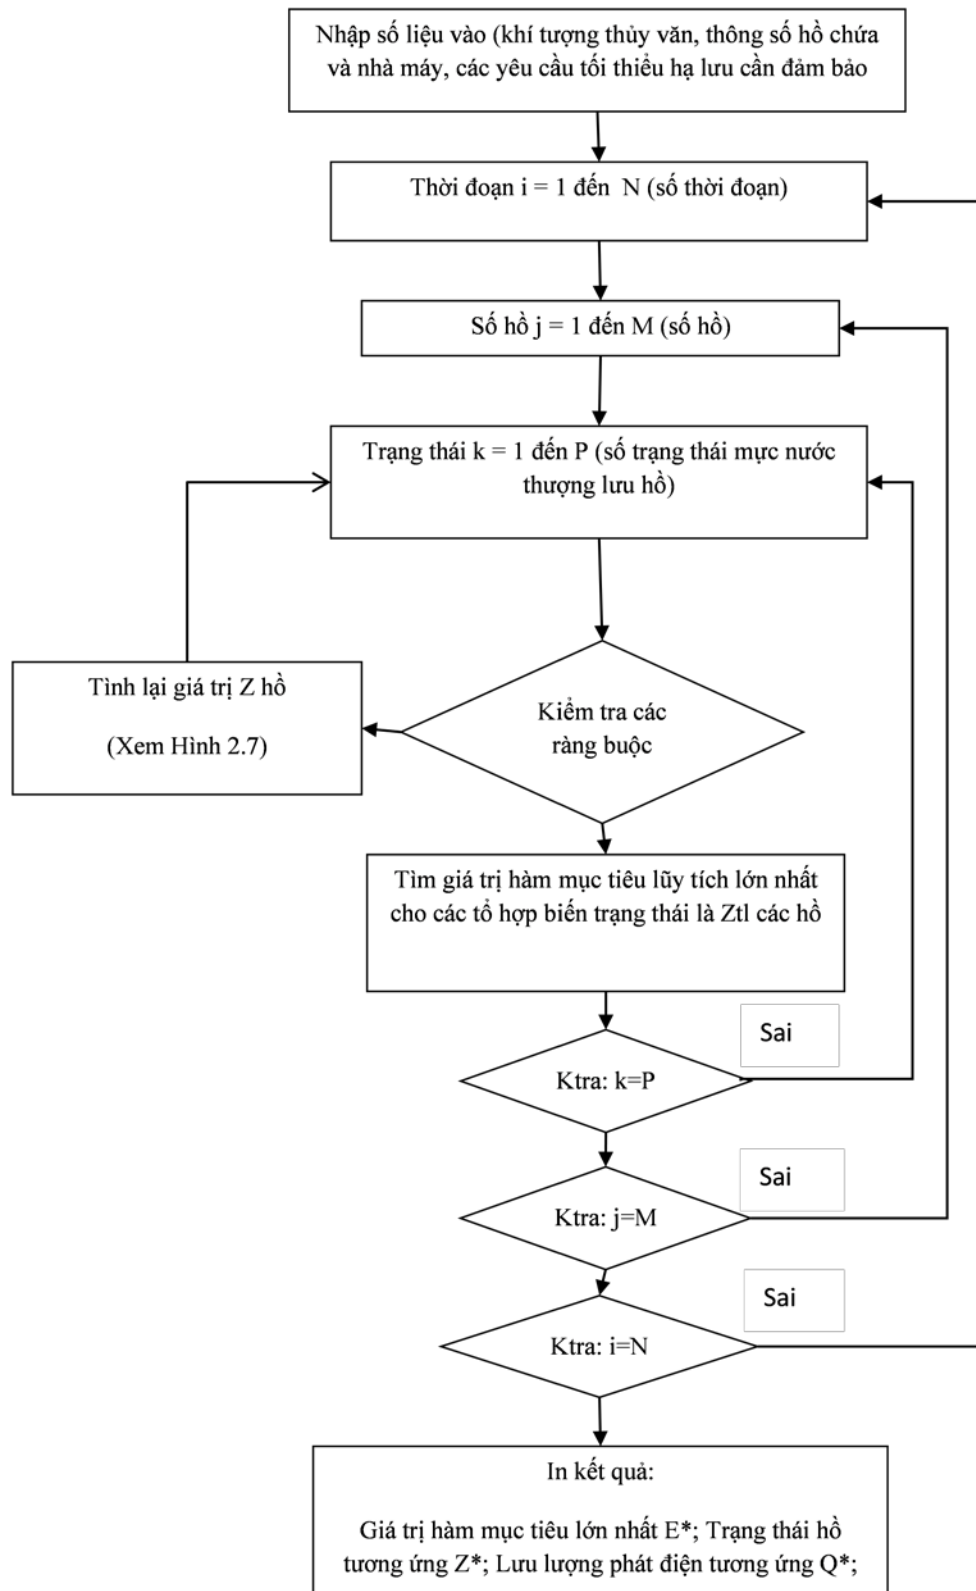 Nhập số liệu vào (khí tượng thủy văn, thông số hồ chứa
và nhà máy, các yêu cầu tối thiểu hạ lưu cần đảm bảo
Thời đoạn i = 1 đến N (số thời đoạn)
Số hồ j = 1 đến M (số hồ)
Trạng thái k = 1 đến P (số trạng thái mực nước
thượng lưu hồ)
Tình lại giá trị Z hồ
(Xem Hình 2.7)
Kiểm tra các
ràng buộc
Tìm giá trị hàm mục tiêu lũy tích lớn nhất
cho các tổ hợp biến trạng thái là Ztl các hồ
Sai
Ktra: k=P
Sai
Ktra: j=M
Sai
Ktra: i=N
In kết quả:
Giá trị hàm mục tiêu lớn nhất E*; Trạng thái hồ
tương ứng Z*; Lưu lượng phát điện tương ứng Q*;